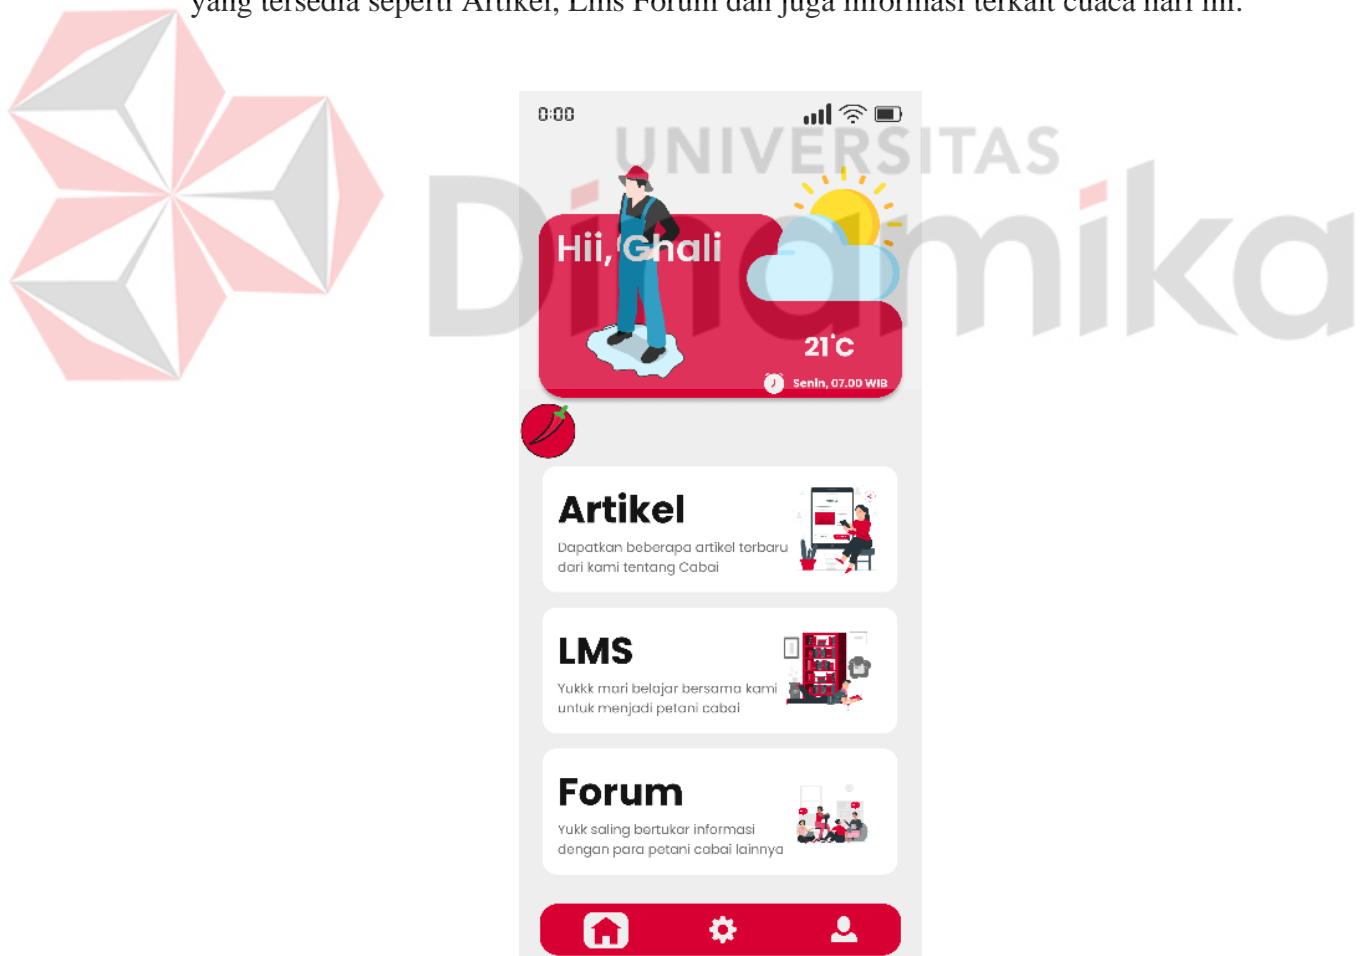 yang tersedia seperti Artikel, Lms Forum dan juga informasi terkait cuaca hari ini.
0:00
UNIVERSITAS
Dinamika
Hii, Ghali
21°C
Senin, 07.00 WIB
Artikel
Dapatkan beberapa artikel terbaru
dari kami tentang Cabai
LMS
Yukkk mari belajar bersama kami
untuk menjadi petani cabai
Forum
Yukk saling bertukar informasi
dengan para petani cabai lainnya